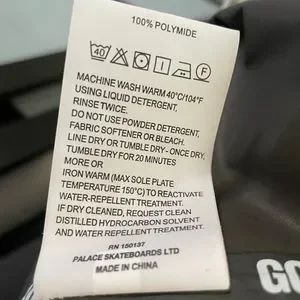 100% POLYMIDE
40
F
MACHINE WASH WARM 40°C/104°F
USING LIQUID DETERGENT.
RINSE TWICE.
DO NOT USE POWDER DETERGENT,
FABRIC SOFTENER OR BLEACH.
LINE DRY OR TUMBLE DRY - ONCE DRY,
TUMBLE DRY FOR 20 MINUTES
MORE OR
IRON WARM (MAX SOLE PLATE
TEMPERATURE 150°C) TO REACTIVATE
WATER-REPELLENT TREATMENT.
IF DRY CLEANED, REQUEST CLEAN
DISTILLED HYDROCARBON SOLVENT
AND WATER REPELLENT TREATMENT.
RN 150137
PALACE SKATEBOARDS LTD
MADE IN CHINA
GO